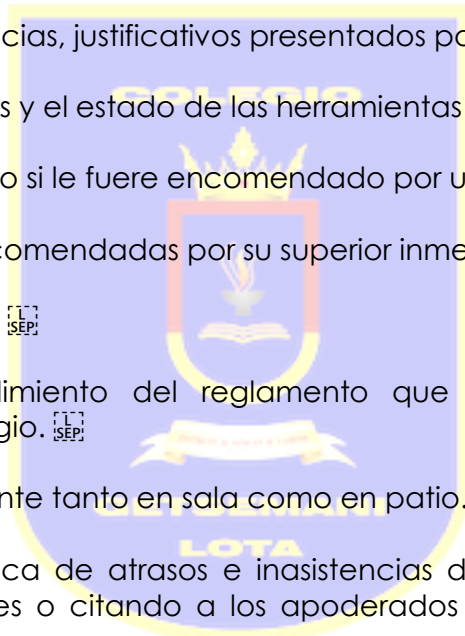 cias, justificativos presentados po
COLEGIO
s y el estado de las herramientas
o si le fuere encomendado por u
comendadas por su superior inme
L SEP
limiento del reglamento que
gio. L SEP
nte tanto en sala como en patio.
GETSEMANI
LOTA
ca de atrasos e inasistencias d
es o citando a los apoderados